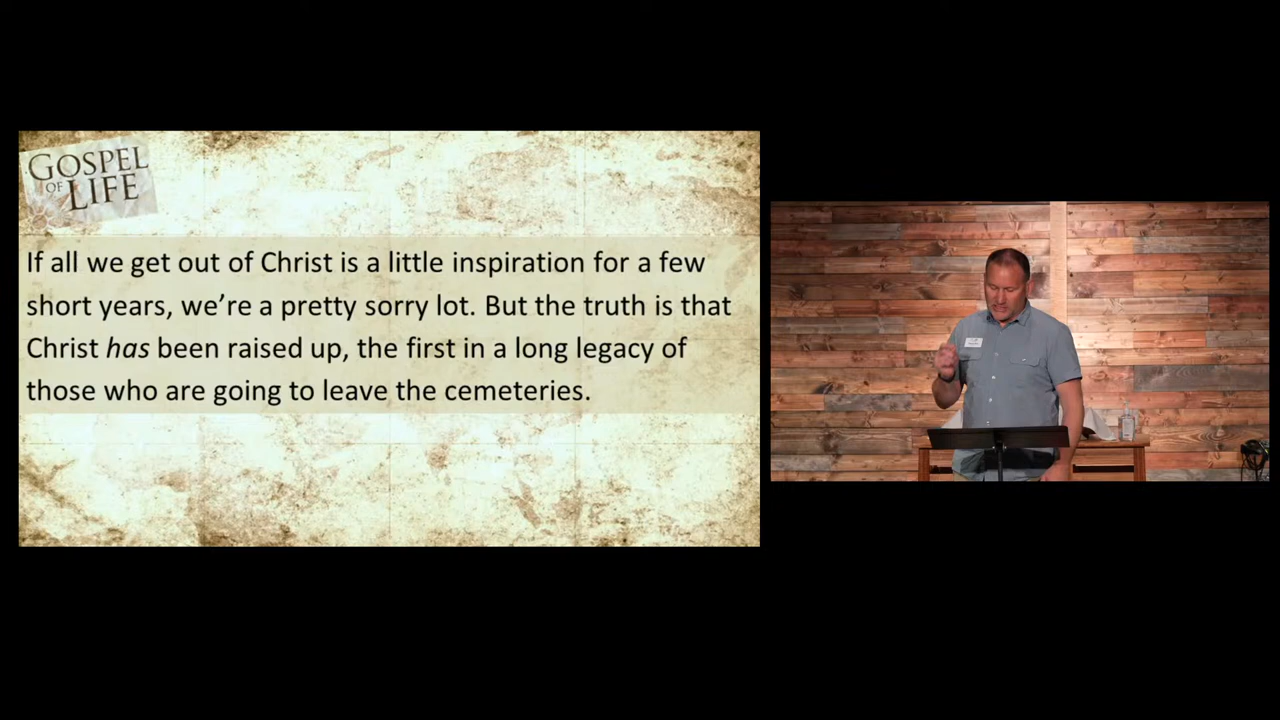 GOSPEL
OF LIFE
If all we get out of Christ is a little inspiration for a few
short years, we’re a pretty sorry lot. But the truth is that
Christ has been raised up, the first in a long legacy of
those who are going to leave the cemeteries.